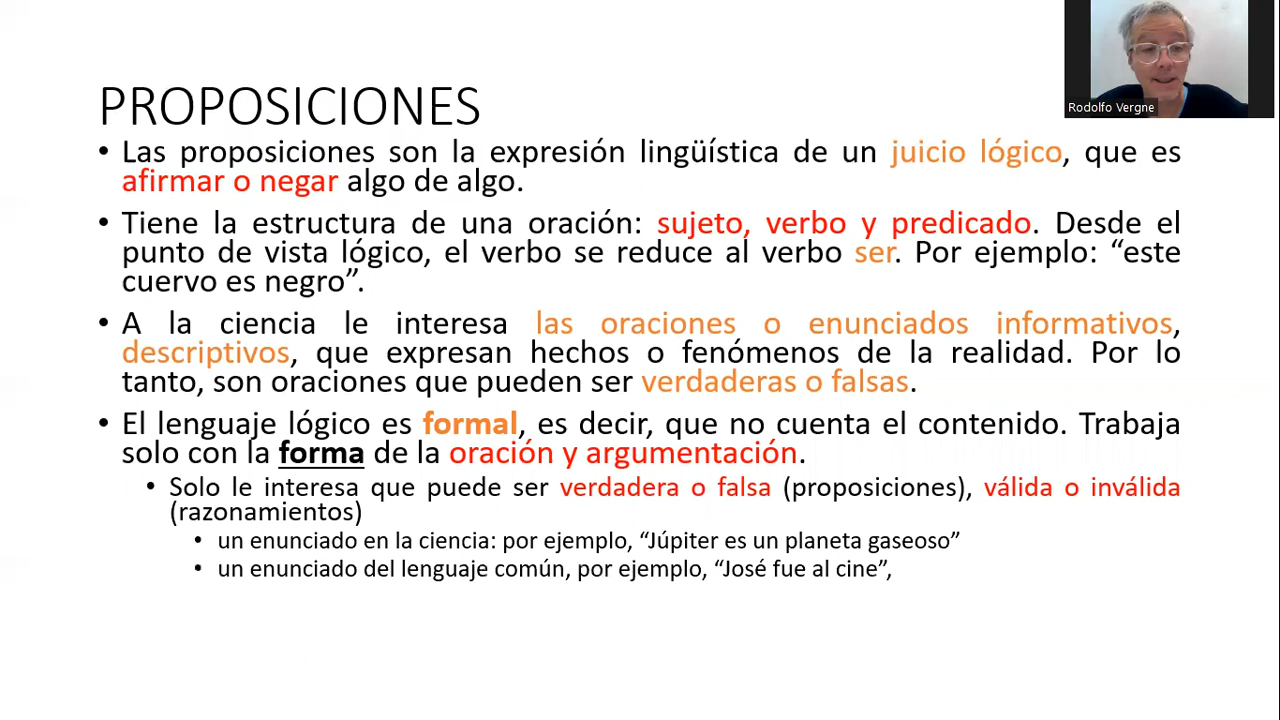 Rodolfo Vergne
PROPOSICIONES
• Las proposiciones son la expresión lingüística de un juicio lógico, que es
afirmar o negar algo de algo.
• Tiene la estructura de una oración: sujeto, verbo y predicado. Desde el
punto de vista lógico, el verbo se reduce al verbo ser. Por ejemplo: “este
cuervo es negro”.
• A la ciencia le interesa las oraciones o enunciados informativos,
descriptivos, que expresan hechos o fenómenos de la realidad. Por lo
tanto, son oraciones que pueden ser verdaderas o falsas.
• El lenguaje lógico es formal, es decir, que no cuenta el contenido. Trabaja
solo con la forma de la oración y argumentación.
• Solo le interesa que puede ser verdadera o falsa (proposiciones), válida o inválida
(razonamientos)
• un enunciado en la ciencia: por ejemplo, “Júpiter es un planeta gaseoso”
• un enunciado del lenguaje común, por ejemplo, “José fue al cine”,